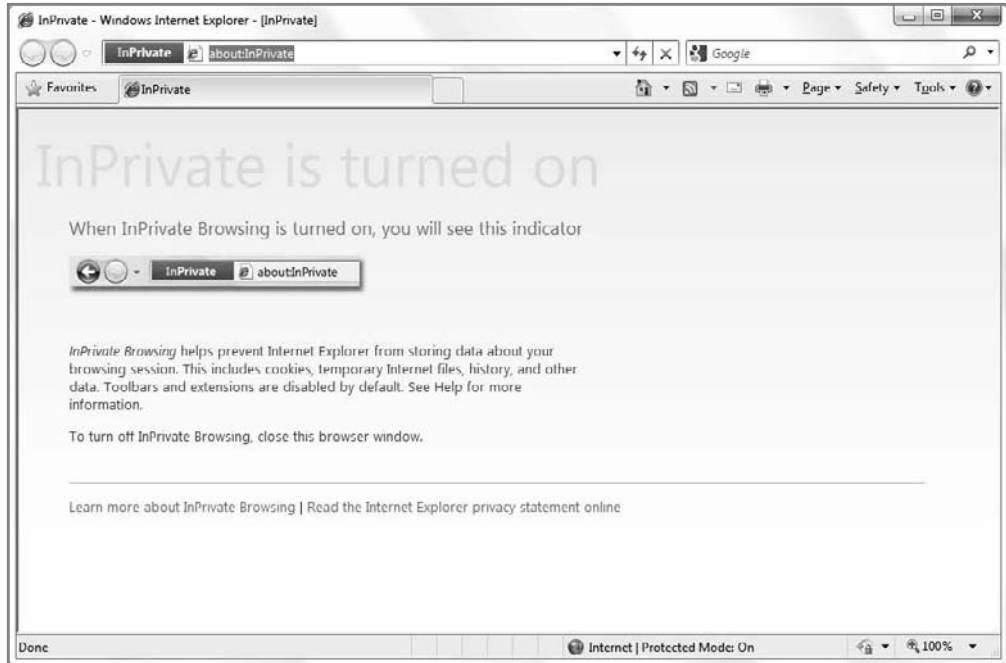 InPrivate - Windows Internet Explorer - [InPrivate]
InPrivate about:InPrivate Google
Favorites InPrivate Page Safety Tools
InPrivate is turned on
When InPrivate Browsing is turned on, you will see this indicator
InPrivate about:InPrivate
InPrivate Browsing helps prevent Internet Explorer from storing data about your
browsing session. This includes cookies, temporary Internet files, history, and other
data. Toolbars and extensions are disabled by default. See Help for more
information.
To turn off InPrivate Browsing, close this browser window.
Learn more about InPrivate Browsing | Read the Internet Explorer privacy statement online
Done Internet | Protected Mode: On 100%